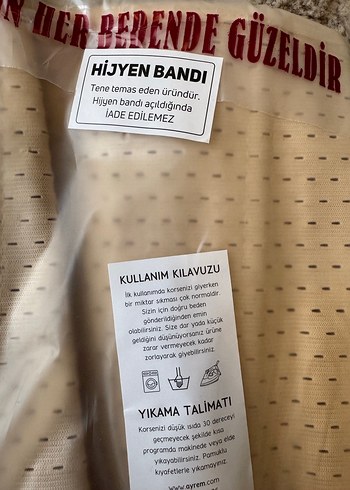 N HER BEDENDE GÜZELDİR
HİJYEN BANDI
Tene temas eden üründür.
Hijyen bandı açıldığında
İADE EDİLEMEZ
KULLANIM KILAVUZU
İlk kullanımda korsenizi giyerken
bir miktar sıkması çok normaldir.
Sizin için doğru beden
gönderildiğinden emin
olabilirsiniz. Size dar yada küçük
geldiğini düşünüyorsanız ürüne
zarar vermeyecek kadar
zorlayarak giyebilirsiniz.
YIKAMA TALİMATI
Korsenizi düşük ısıda 30 dereceyi
geçmeyecek şekilde kısa
programda makinede veya elde
yıkayabilirsiniz. Pamuklu
kıyafetlerle yıkamayınız.
www.ayrem.com